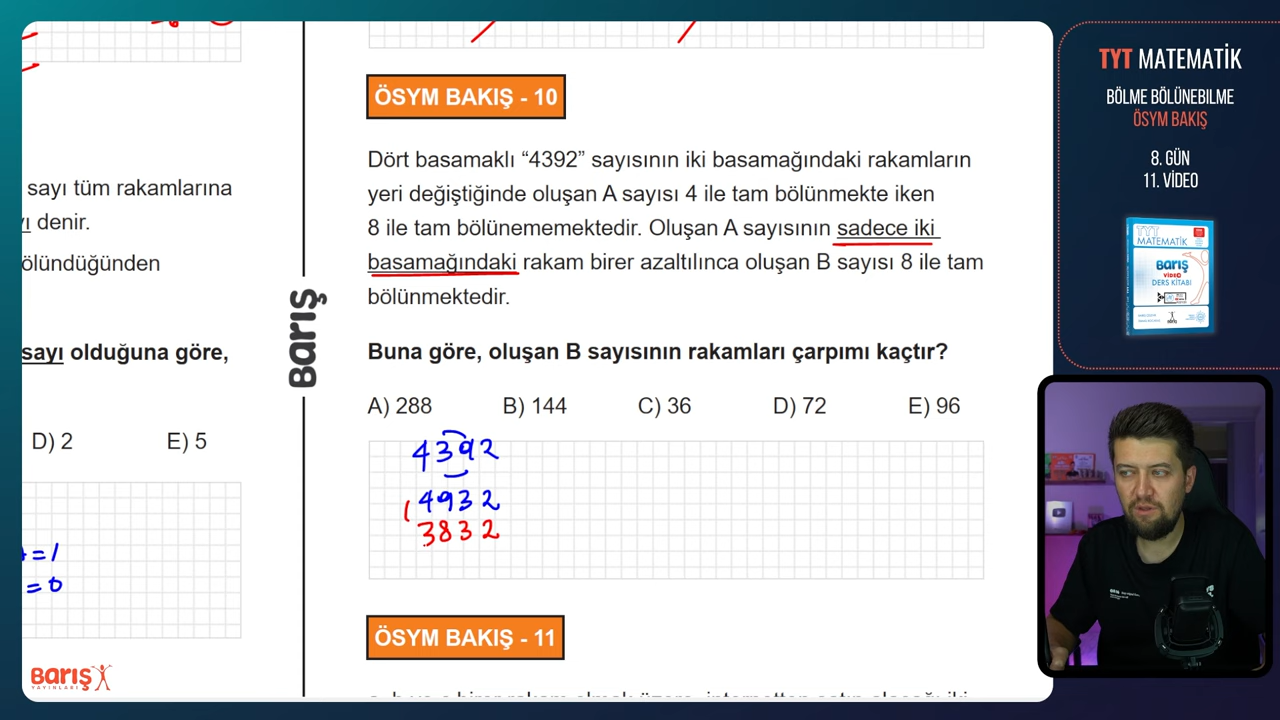 ÖSYM BAKIŞ - 10
Dört basamaklı “4392” sayısının iki basamağındaki rakamların
yeri değiştiğinde oluşan A sayısı 4 ile tam bölünmekte iken
8 ile tam bölünememektedir. Oluşan A sayısının sadece iki
basamağındaki rakam birer azaltılınca oluşan B sayısı 8 ile tam
bölünmektedir.
Buna göre, oluşan B sayısının rakamları çarpımı kaçtır?
A) 288 B) 144 C) 36 D) 72 E) 96
4392
4932
3832
ÖSYM BAKIŞ - 11
sayı tüm rakamlarına
denir.
sayı olduğuna göre,
D) 2 E) 5
= 1
= 0
Barış
Barış
YAYINLARI
TYT MATEMATİK
BÖLME BÖLÜNEBİLME
ÖSYM BAKIŞ
8. GÜN
11. VİDEO
TYT
MATEMATİK
Barış
VİDEO
DERS KİTABI